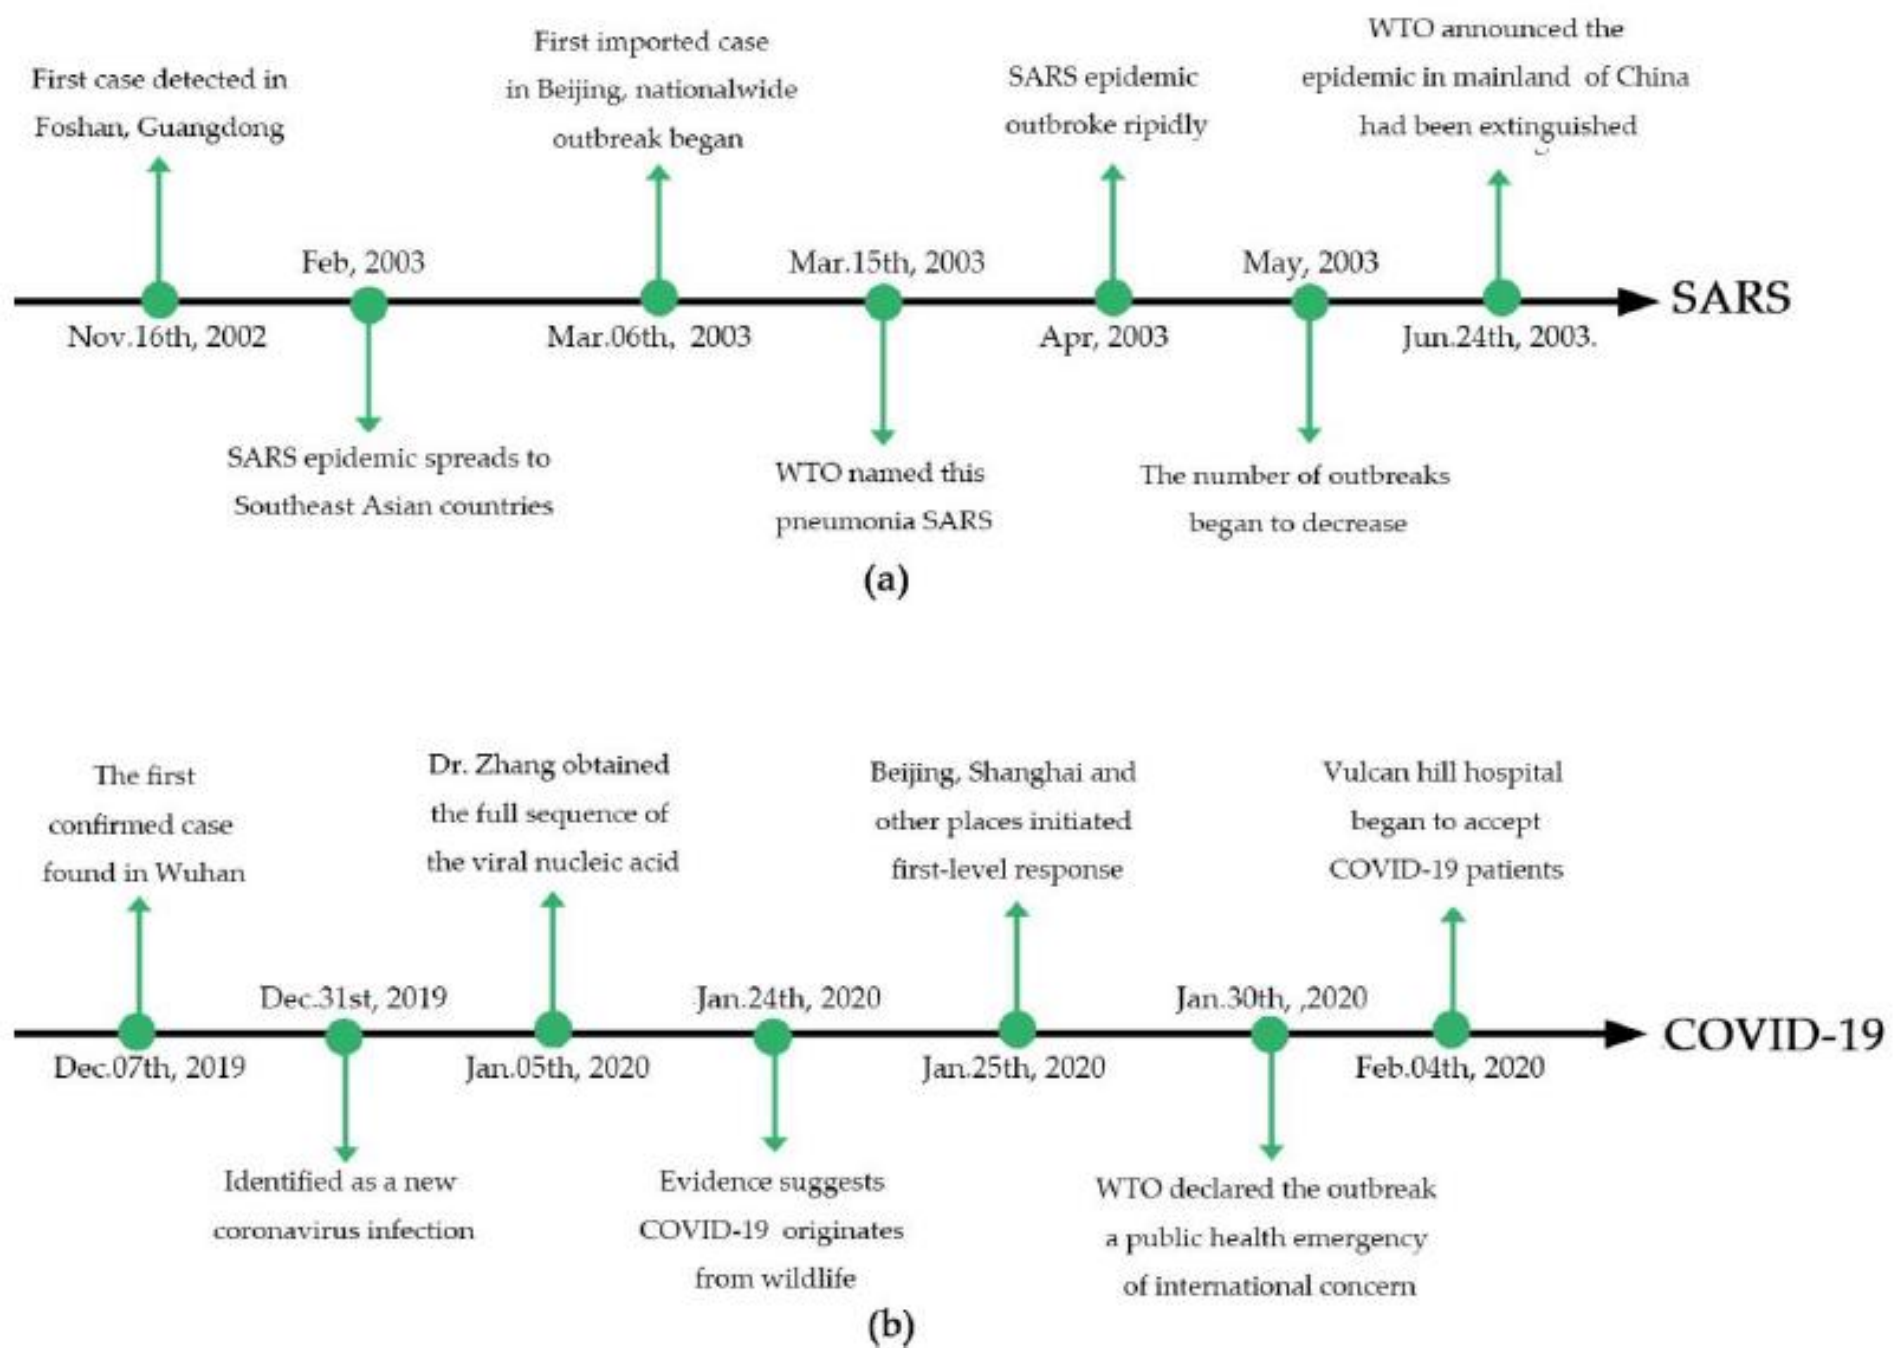 First case detected in
Foshan, Guangdong
First imported case
in Beijing, nationalwide
outbreak began
SARS epidemic
outbroke ripidly
WTO announced the
epidemic in mainland of China
had been extinguished
Feb, 2003
Mar.15th, 2003
May, 2003
SARS
Nov.16th, 2002
Mar.06th, 2003
Apr, 2003
Jun.24th, 2003.
SARS epidemic spreads to
Southeast Asian countries
WTO named this
pneumonia SARS
The number of outbreaks
began to decrease
(a)
The first
confirmed case
found in Wuhan
Dr. Zhang obtained
the full sequence of
the viral nucleic acid
Beijing, Shanghai and
other places initiated
first-level response
Vulcan hill hospital
began to accept
COVID-19 patients
Dec.31st, 2019
Jan.24th, 2020
Jan.30th, ,2020
COVID-19
Dec.07th, 2019
Jan.05th, 2020
Jan.25th, 2020
Feb.04th, 2020
Identified as a new
coronavirus infection
Evidence suggests
COVID-19 originates
from wildlife
WTO declared the outbreak
a public health emergency
of international concern
(b)